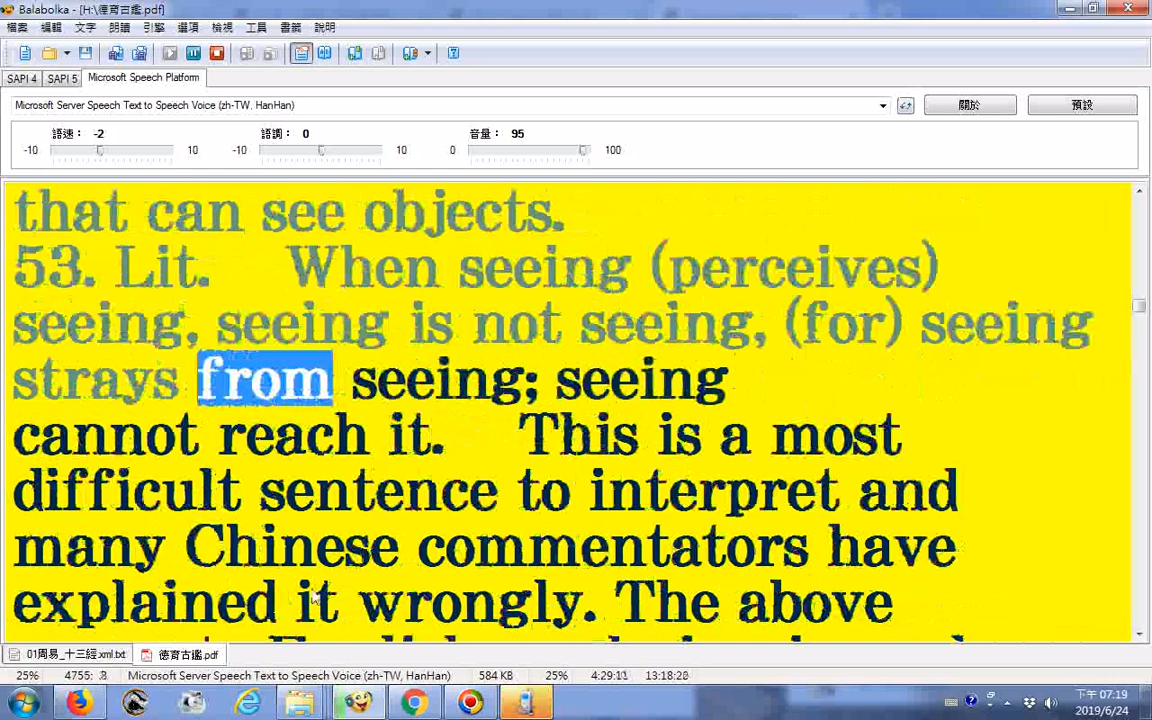 Balabolka - [H:\德育古鑑.pdf]
檔案 編輯 文字 朗讀 引擎 選項 檢視 工具 書籤 說明
SAPI 4 SAPI 5 Microsoft Speech Platform
Microsoft Server Speech Text to Speech Voice (zh-TW, HanHan) 關於 預設
語速： -2 語調： 0 音量： 95
-10 10 -10 10 0 100
that can see objects.
53. Lit. When seeing (perceives)
seeing, seeing is not seeing, (for) seeing
strays from seeing; seeing
cannot reach it. This is a most
difficult sentence to interpret and
many Chinese commentators have
explained it wrongly. The above
01周易_十三經.xml.txt 德育古鑑.pdf
25% 4755: 8 Microsoft Server Speech Text to Speech Voice (zh-TW, HanHan) 584 KB 25% 4:29:11 13:18:28
下午 07:19
2019/6/24